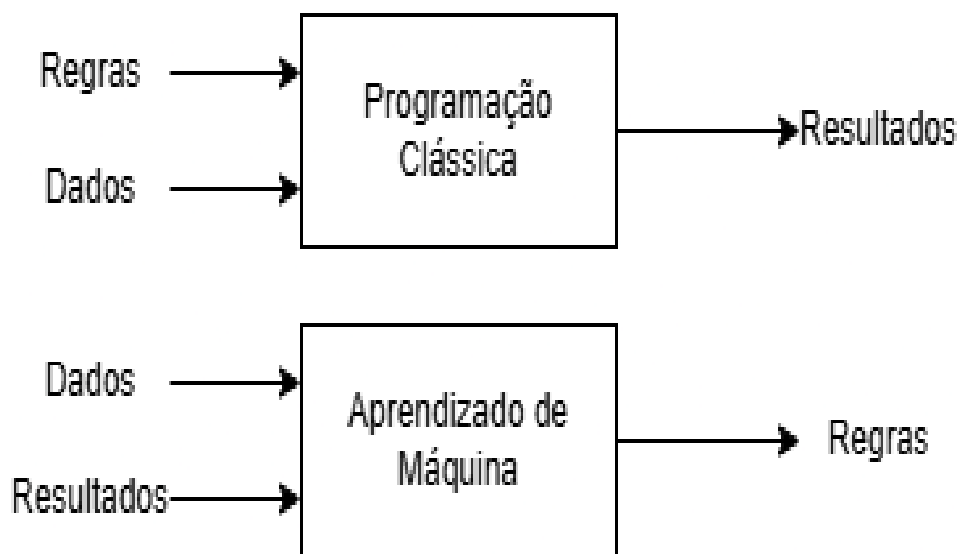 Regras
Dados
Programação
Clássica
Resultados
Dados
Resultados
Aprendizado de
Máquina
Regras